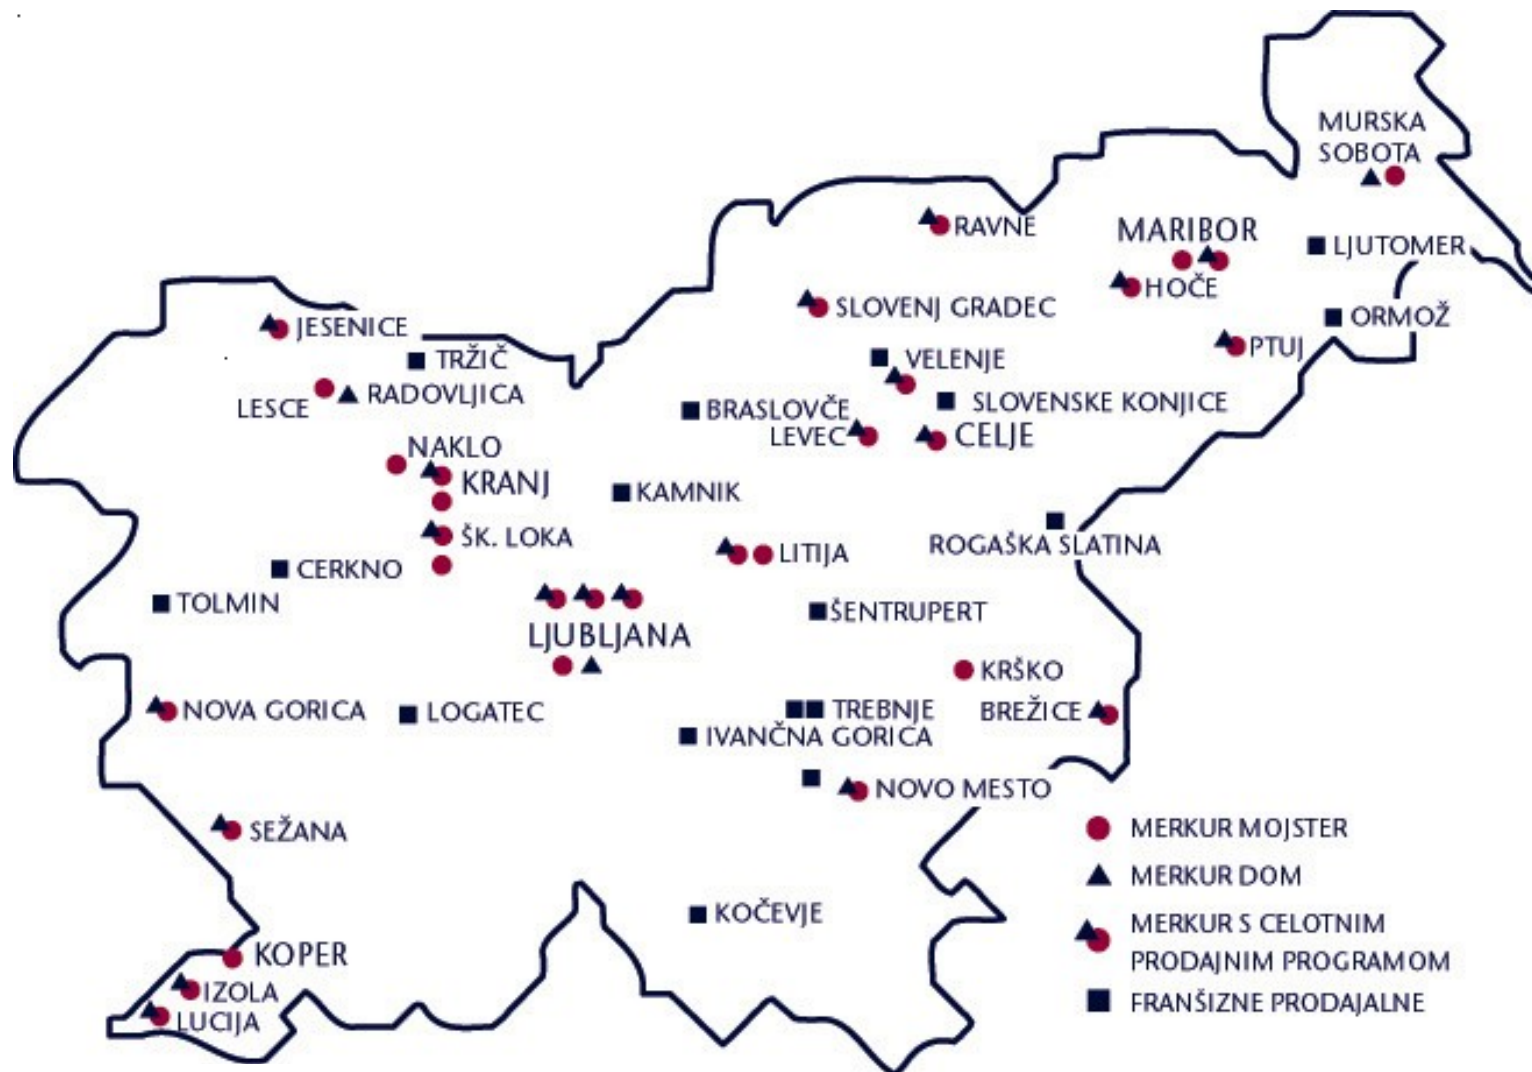 MURSKA
SOBOTA
RAVNE
MARIBOR
LJUTOMER
HOČE
SLOVENJ GRADEC
ORMOŽ
JESENICE
PTUJ
TRŽIČ
VELENJE
RADOVLJICA
LESCE
BRASLOVČE
SLOVENSKE KONJICE
LEVEC
CELJE
NAKLO
KRANJ
KAMNIK
ŠK. LOKA
ROGAŠKA SLATINA
LITIJA
CERKNO
TOLMIN
ŠENTRUPERT
LJUBLJANA
KRŠKO
NOVA GORICA
LOGATEC
TREBNJE
BREŽICE
IVANČNA GORICA
NOVO MESTO
SEŽANA
KOČEVJE
KOPER
IZOLA
LUCIJA
MERKUR MOJSTER
MERKUR DOM
MERKUR S CELOTNIM
PRODAJNIM PROGRAMOM
FRANŠIZNE PRODAJALNE